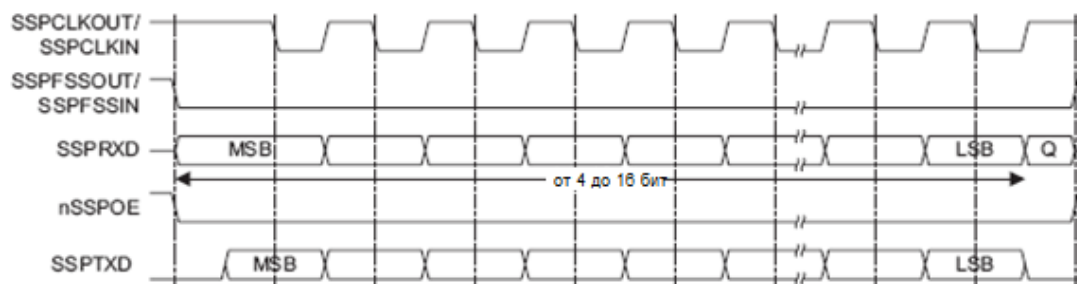 SSPCLKOUT/
SSPCLKIN
SSPFSSOUT/
SSPFSSIN
SSPRXD MSB LSB Q
от 4 до 16 бит
nSSPOE
SSPTXD MSB LSB